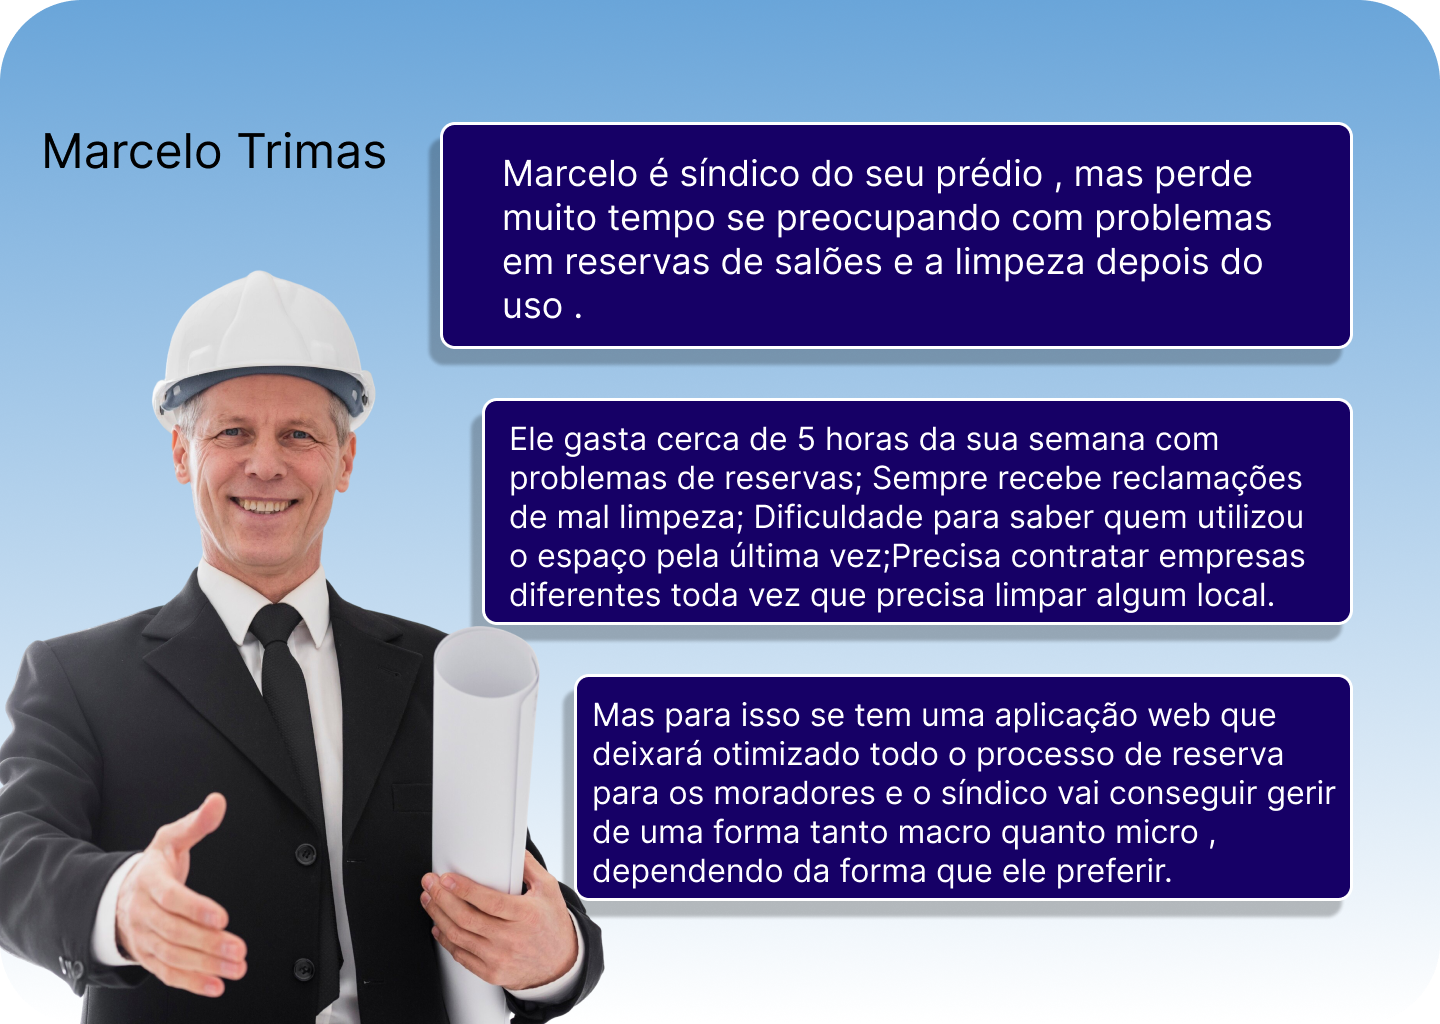 Marcelo Trimas
Marcelo é síndico do seu prédio , mas perde
muito tempo se preocupando com problemas
em reservas de salões e a limpeza depois do
uso .
Ele gasta cerca de 5 horas da sua semana com
problemas de reservas; Sempre recebe reclamações
de mal limpeza; Dificuldade para saber quem utilizou
o espaço pela última vez;Precisa contratar empresas
diferentes toda vez que precisa limpar algum local.
Mas para isso se tem uma aplicação web que
deixará otimizado todo o processo de reserva
para os moradores e o síndico vai conseguir gerir
de uma forma tanto macro quanto micro ,
dependendo da forma que ele preferir.